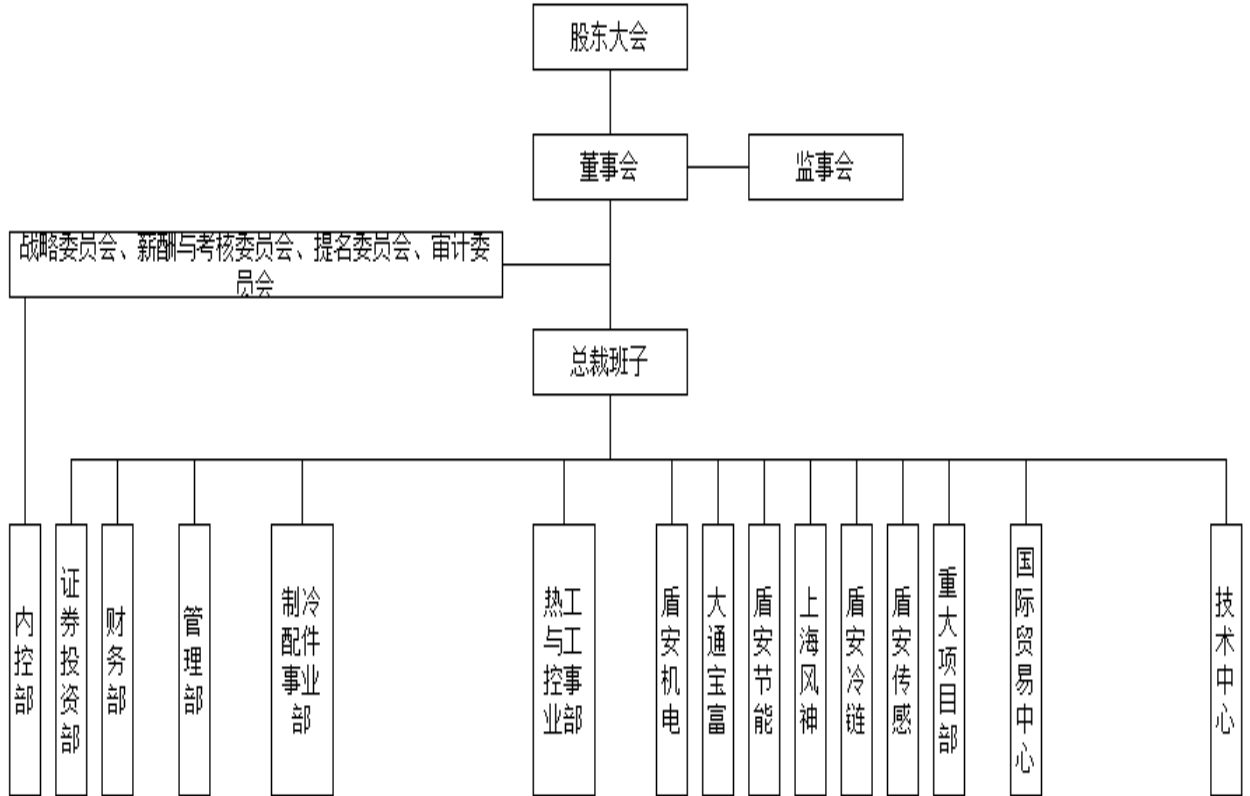 股东大会
董事会
监事会
战略委员会、薪酬与考核委员会、提名委员会、审计委
员会
总裁班子
内控部
证券投资部
财务部
管理部
制冷
配件
事业
部
热工
与工
控事
业部
盾安机电
大通宝富
盾安节能
上海风神
盾安冷链
盾安传感
重大项目部
国际贸易中心
技术中心